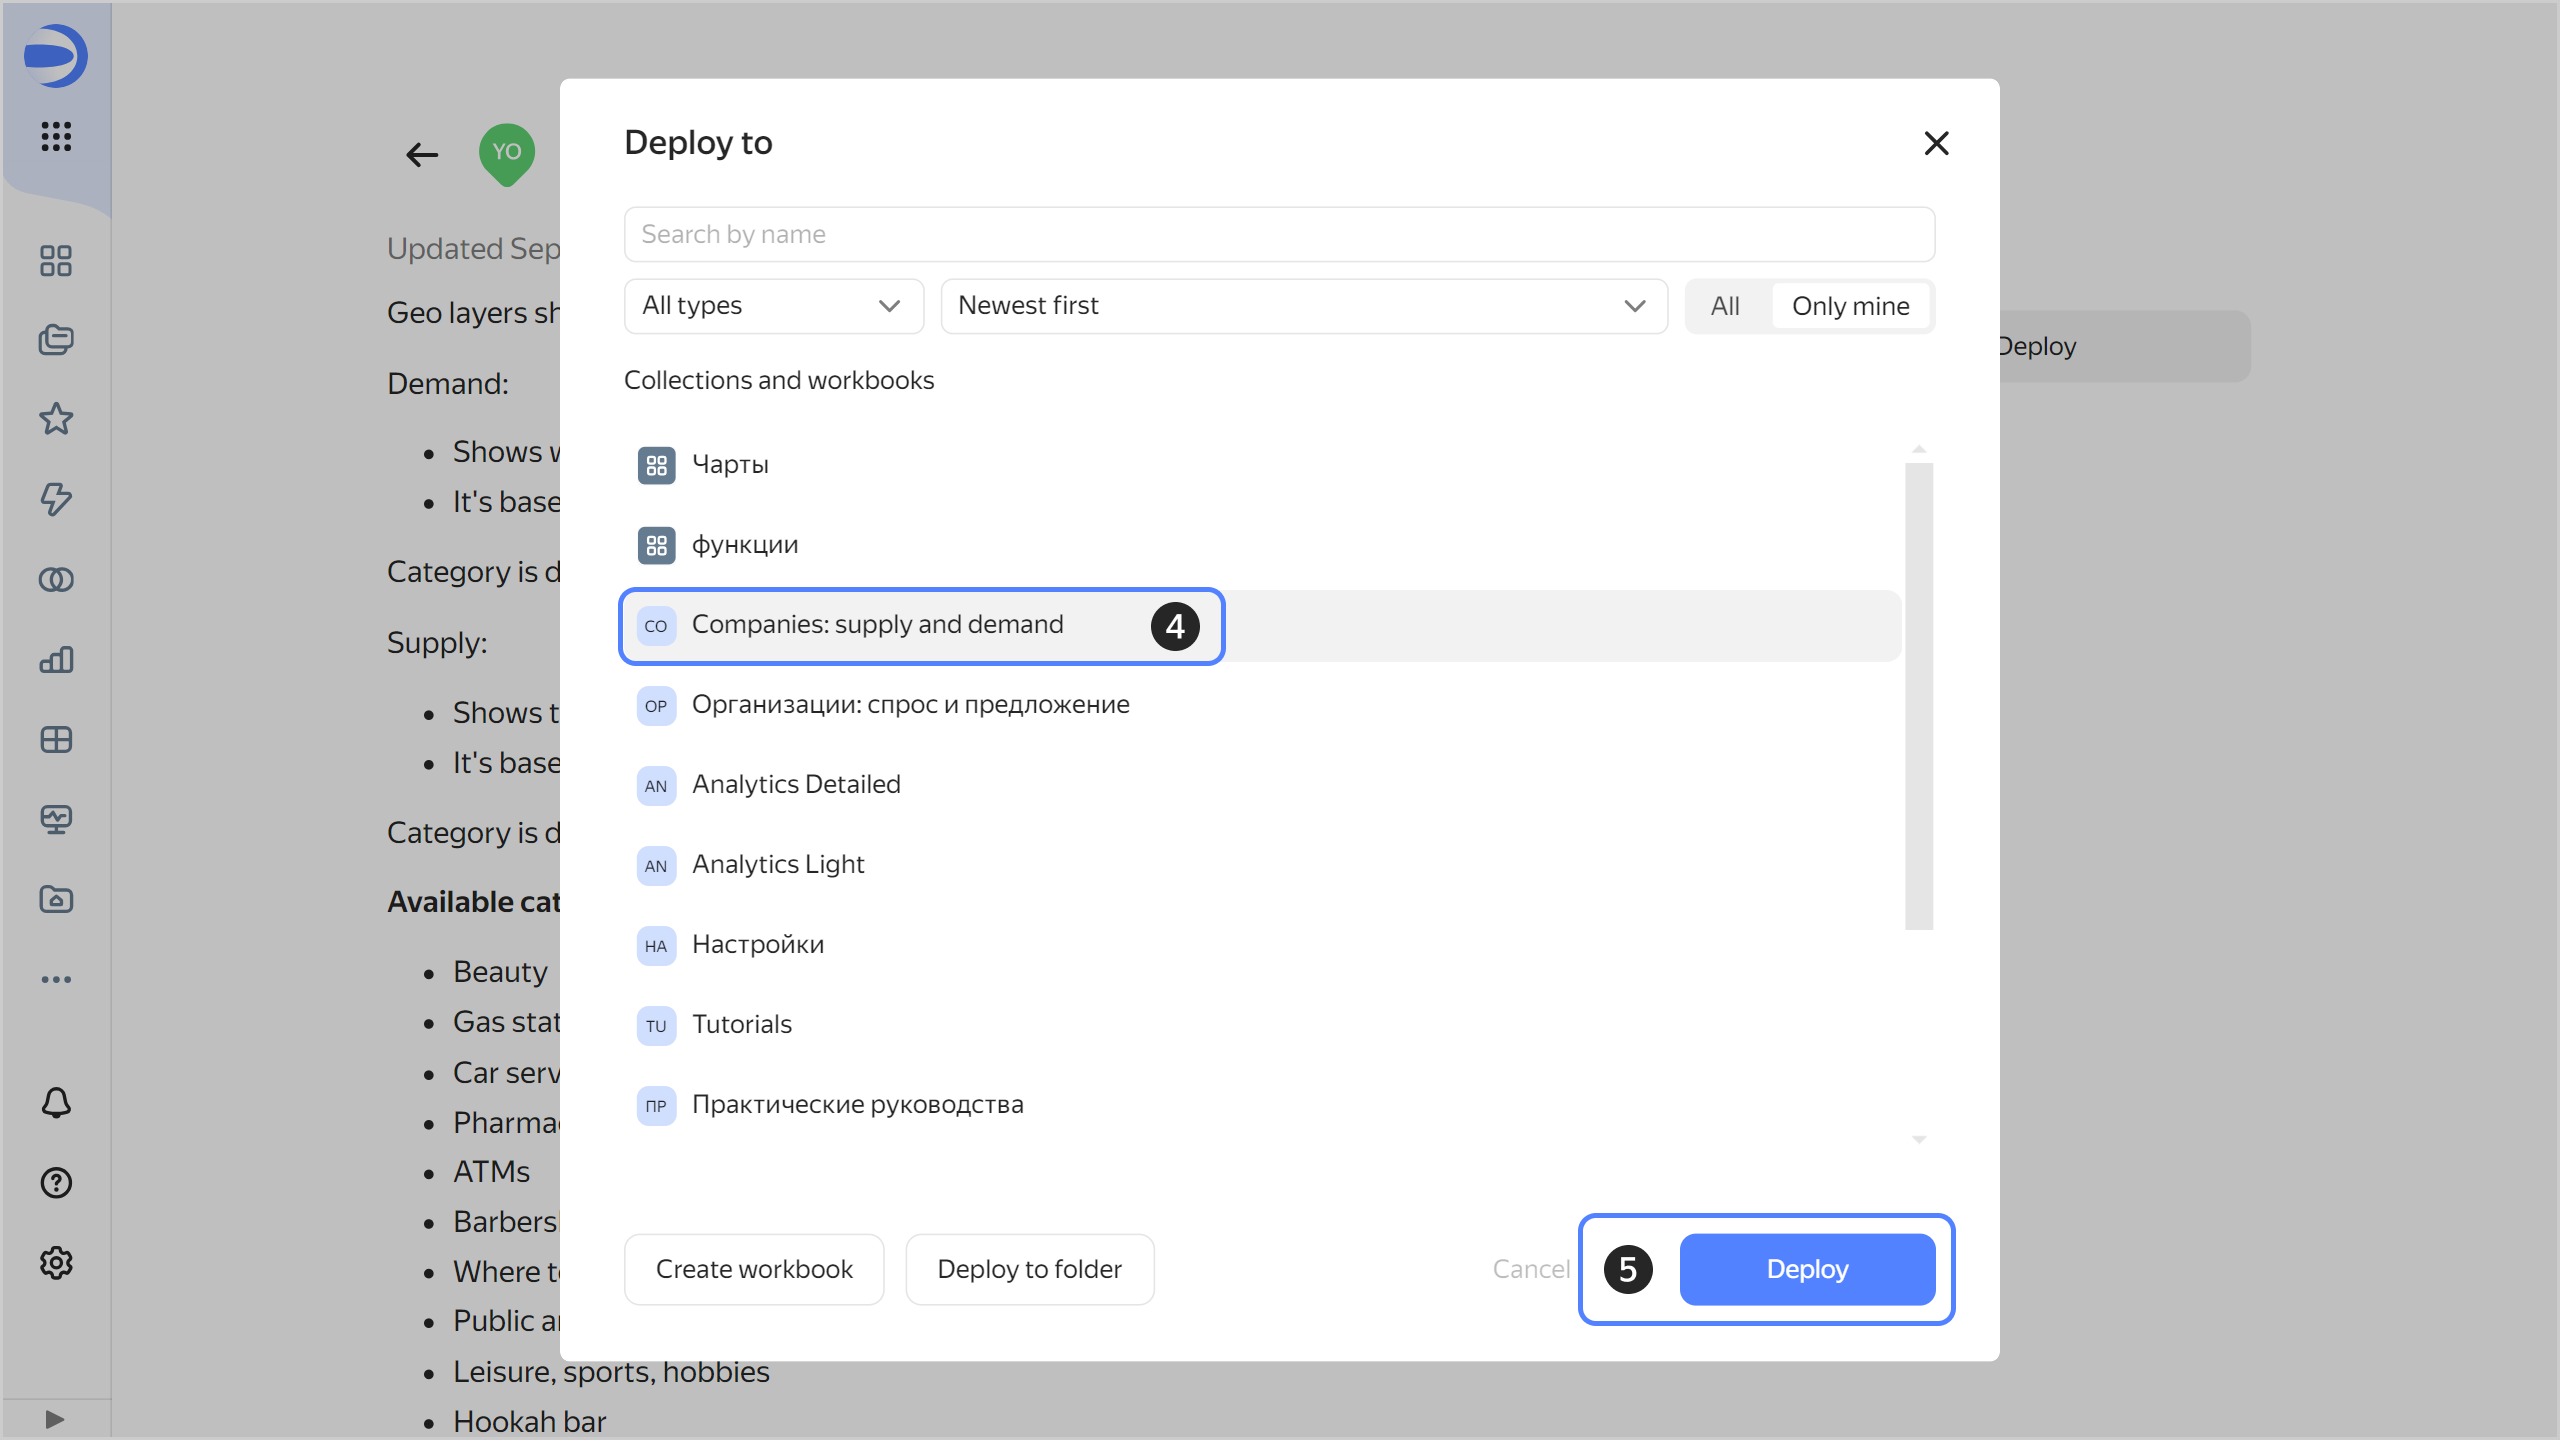 YO
Updated Sep
Geo layers sh
Demand:
Shows
It's base
Category is d
Supply:
Shows t
It's base
Category is d
Available cat
Beauty
Gas stat
Car serv
Pharma
ATMs
Barbers
Where t
Public a
Leisure, sports, hobbies
Hookah bar
Deploy
Deploy to
Search by name
All types
Newest first
All
Only mine
Collections and workbooks
Чарты
функции
CO Companies: supply and demand 4
ОР Организации: спрос и предложение
AN Analytics Detailed
AN Analytics Light
НА Настройки
TU Tutorials
ПР Практические руководства
Create workbook
Deploy to folder
Cancel
5
Deploy